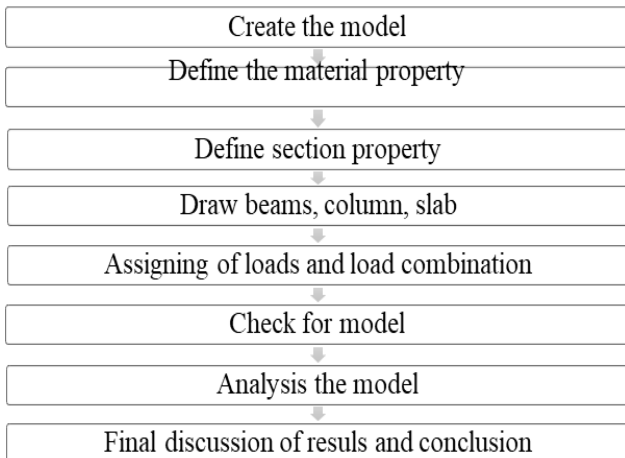 Create the model
Define the material property
Define section property
Draw beams, column, slab
Assigning of loads and load combination
Check for model
Analysis the model
Final discussion of resuls and conclusion